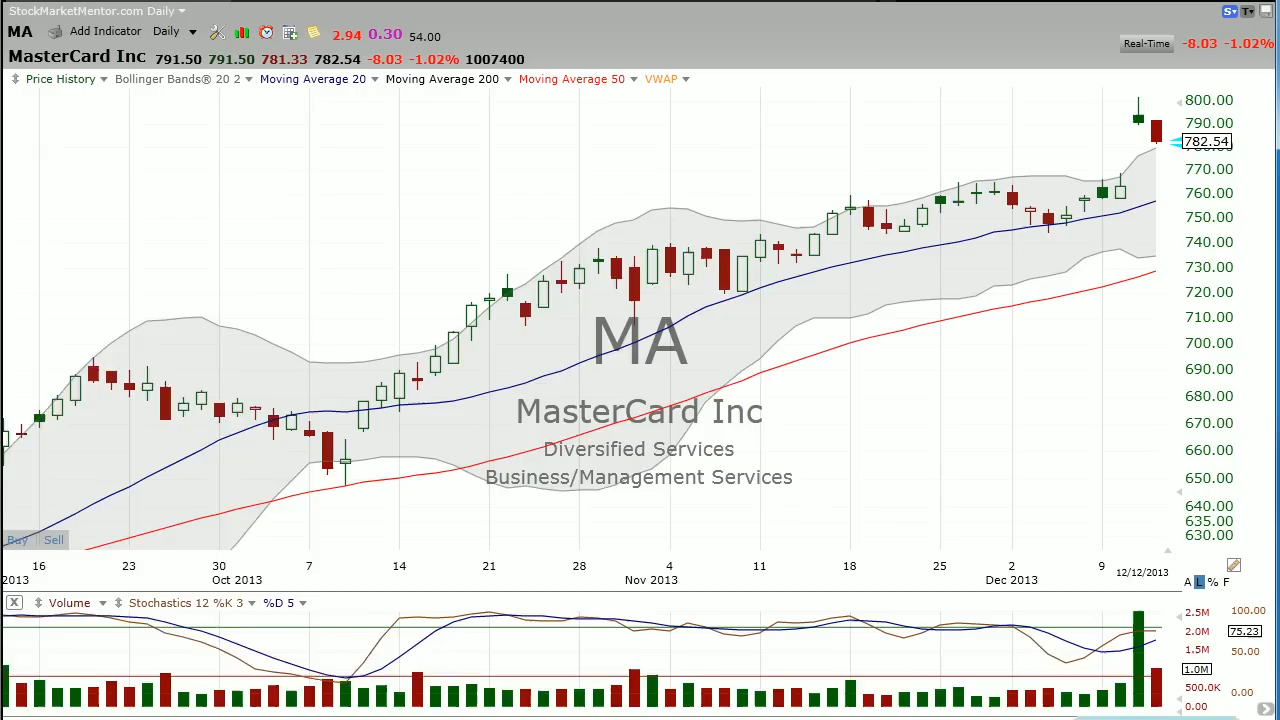 StockMarketMentor.com Daily
S T
MA Add Indicator Daily 2.94 0.30 54.00
Real-Time -8.03 -1.02%
MasterCard Inc 791.50 791.50 781.33 782.54 -8.03 -1.02% 1007400
Price History Bollinger Bands® 20 2 Moving Average 20 Moving Average 200 Moving Average 50 VWAP
800.00
790.00
782.54
770.00
760.00
750.00
740.00
730.00
720.00
710.00
700.00
690.00
680.00
670.00
660.00
650.00
640.00
635.00
630.00
MA
MasterCard Inc
Diversified Services
Business/Management Services
Buy Sell
16 23 30 7 14 21 28 4 11 18 25 2 9 12/12/2013
2013 Oct 2013 Nov 2013 Dec 2013
A L % F
X Volume Stochastics 12 %K 3 %D 5
2.5M 100.00
2.0M 75.23
1.5M 50.00
1.0M
500.0K 0.00
0.00